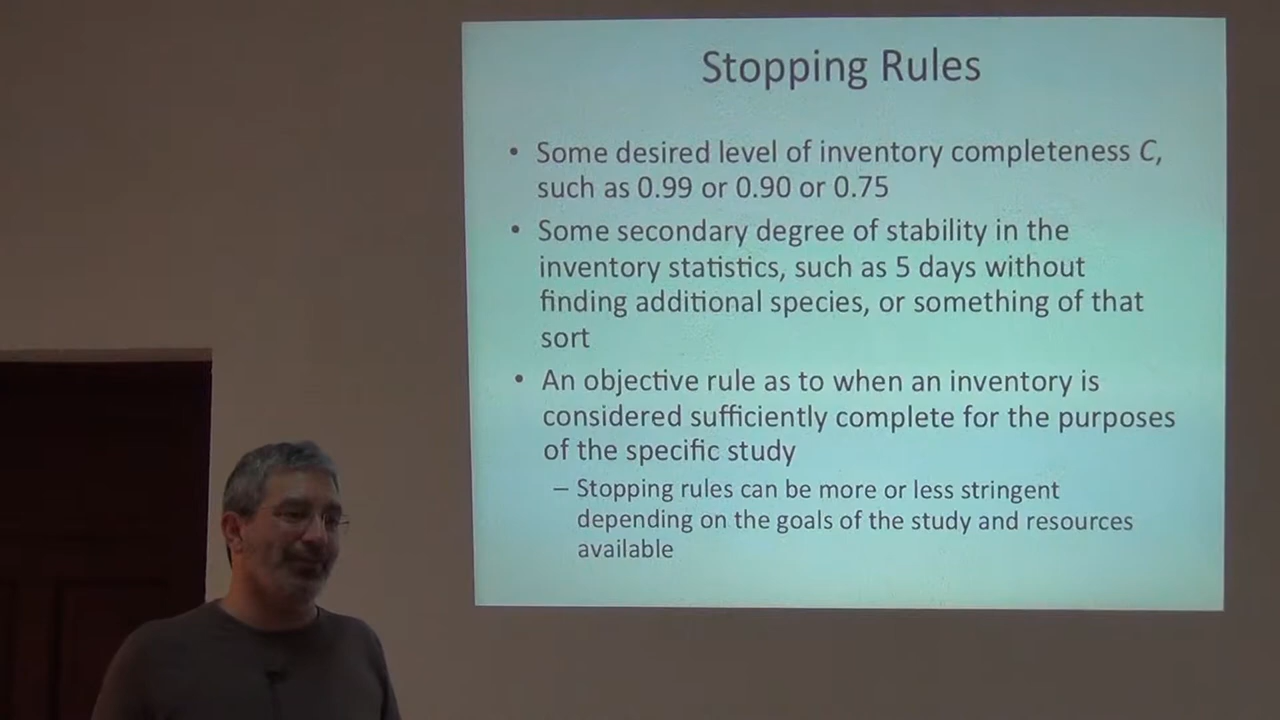 Stopping Rules
• Some desired level of inventory completeness C,
such as 0.99 or 0.90 or 0.75
• Some secondary degree of stability in the
inventory statistics, such as 5 days without
finding additional species, or something of that
sort
• An objective rule as to when an inventory is
considered sufficiently complete for the purposes
of the specific study
– Stopping rules can be more or less stringent
depending on the goals of the study and resources
available